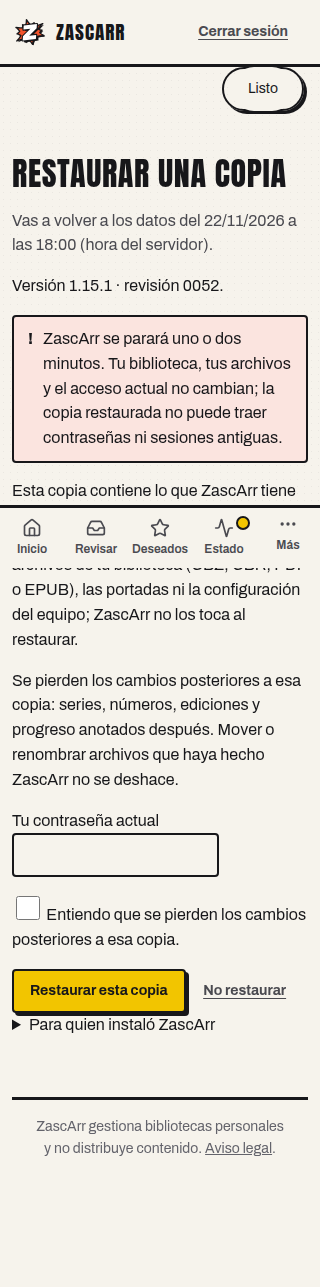 ZASCARR
Cerrar sesión
Listo
RESTAURAR UNA COPIA
Vas a volver a los datos del 22/11/2026 a
las 18:00 (hora del servidor).
Versión 1.15.1 · revisión 0052.
! ZascArr se parará uno o dos
minutos. Tu biblioteca, tus archivos
y el acceso actual no cambian; la
copia restaurada no puede traer
contraseñas ni sesiones antiguas.
Esta copia contiene lo que ZascArr tiene
Inicio
Revisar
Deseados
Estado
Más
o EPUB), las portadas ni la configuración
del equipo; ZascArr no los toca al
restaurar.
Se pierden los cambios posteriores a esa
copia: series, números, ediciones y
progreso anotados después. Mover o
renombrar archivos que haya hecho
ZascArr no se deshace.
Tu contraseña actual
Entiendo que se pierden los cambios
posteriores a esa copia.
Restaurar esta copia
No restaurar
Para quien instaló ZascArr
ZascArr gestiona bibliotecas personales
y no distribuye contenido. Aviso legal.